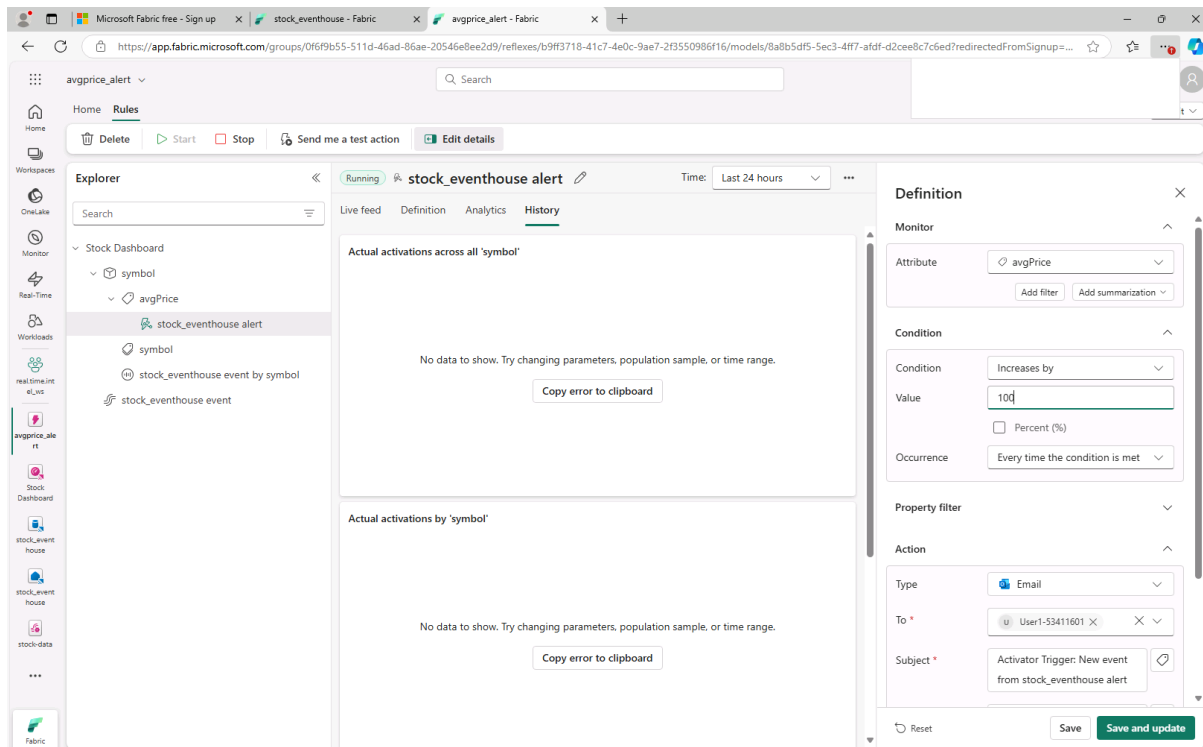 Microsoft Fabric free - Sign up
stock_eventhouse - Fabric
avgprice_alert - Fabric
https://app.fabric.microsoft.com/groups/0f6f9b55-511d-46ad-86ae-20546e8ee2d9/reflexes/b9ff3718-41c7-4e0c-9ae7-2f3550986f16/models/8a8b5df5-5ec3-4ff7-afdf-d2cee8c7c6ed?redirectedFromSignup=...
avgprice_alert
Search
Home
Rules
Delete
Start
Stop
Send me a test action
Edit details
Home
Workspaces
OneLake
Monitor
Real-Time
Workloads
real.time.int
el_ws
avgprice_ale
rt
Stock
Dashboard
stock_event
house
stock_event
house
stock-data
Fabric
Explorer
Search
Stock Dashboard
symbol
avgPrice
stock_eventhouse alert
symbol
stock_eventhouse event by symbol
stock_eventhouse event
Running
stock_eventhouse alert
Time:
Last 24 hours
Live feed
Definition
Analytics
History
Actual activations across all 'symbol'
No data to show. Try changing parameters, population sample, or time range.
Copy error to clipboard
Actual activations by 'symbol'
No data to show. Try changing parameters, population sample, or time range.
Copy error to clipboard
Definition
Monitor
Attribute
avgPrice
Add filter
Add summarization
Condition
Condition
Increases by
Value
100
Percent (%)
Occurrence
Every time the condition is met
Property filter
Action
Type
Email
To *
U User1-53411601
Subject *
Activator Trigger: New event
from stock_eventhouse alert
Reset
Save
Save and update